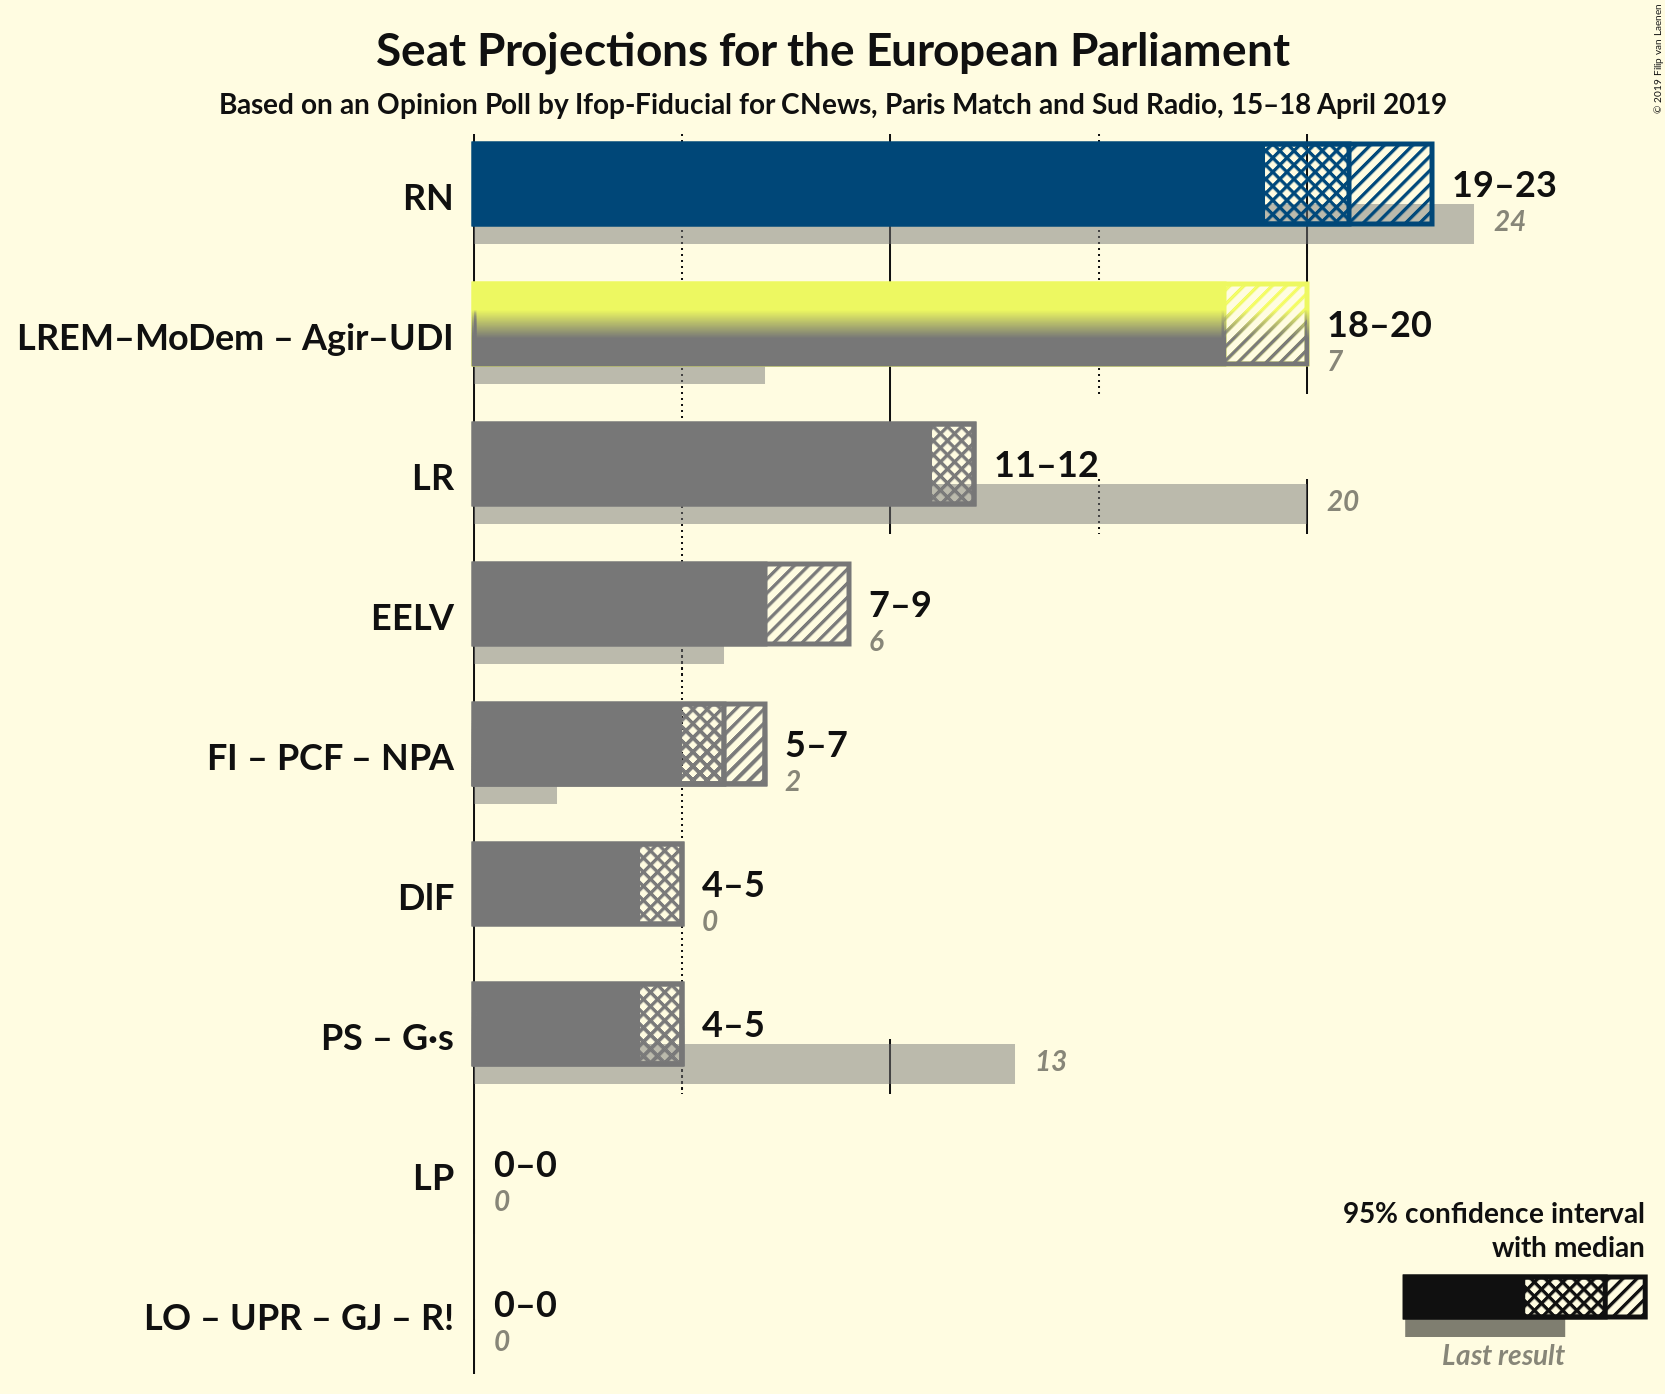 Seat Projections for the European Parliament
Based on an Opinion Poll by Ifop-Fiducial for CNews, Paris Match and Sud Radio, 15–18 April 2019
© 2019 Filip van Laenen
RN
19–23
24
LREM–MoDem – Agir–UDI
18–20
7
LR
11–12
20
EELV
7–9
6
FI – PCF – NPA
5–7
2
DlF
4–5
0
PS – G·s
4–5
13
LP
0–0
0
LO – UPR – GJ – R!
0–0
0
95% confidence interval
with median
Last result